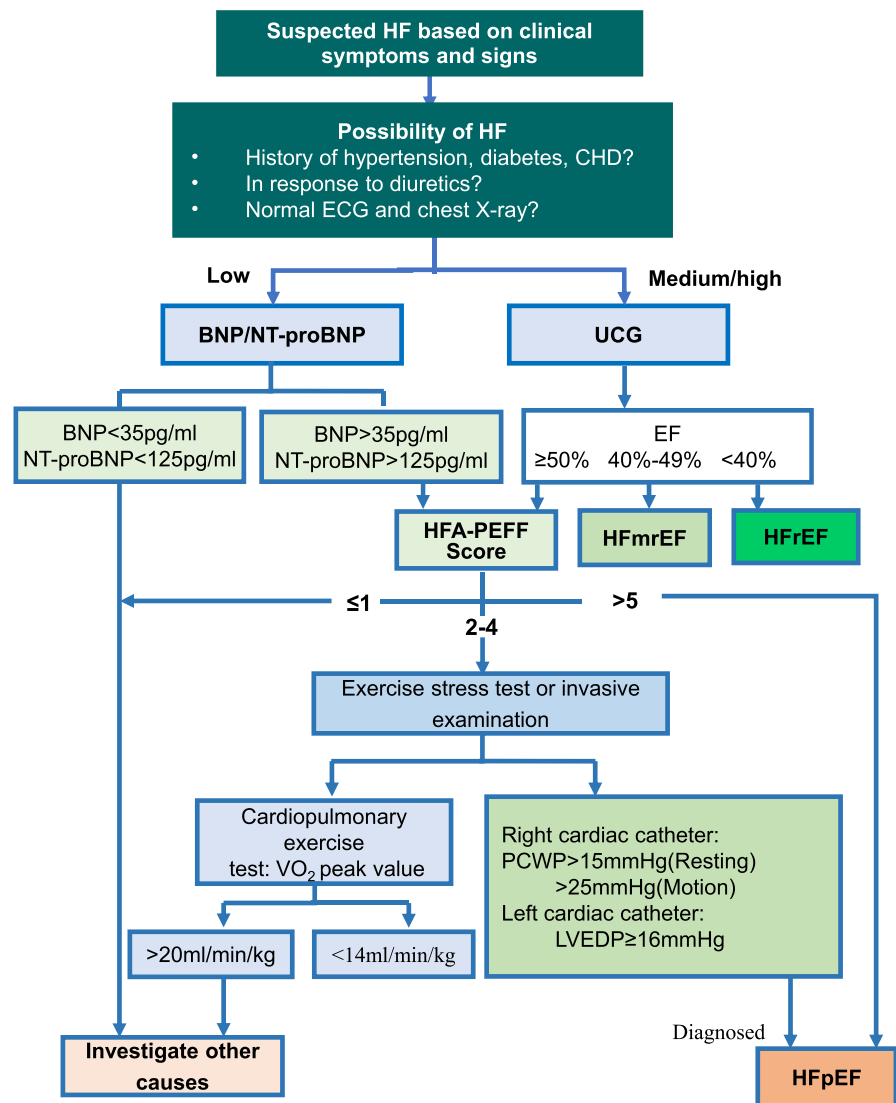 Suspected HF based on clinical
symptoms and signs
Possibility of HF
• History of hypertension, diabetes, CHD?
• In response to diuretics?
• Normal ECG and chest X-ray?
Low
Medium/high
BNP/NT-proBNP
UCG
BNP<35pg/ml
NT-proBNP<125pg/ml
BNP>35pg/ml
NT-proBNP>125pg/ml
EF
≥50% 40%-49% <40%
HFA-PEFF
Score
HFmrEF
HFrEF
≤1
>5
2-4
Exercise stress test or invasive
examination
Cardiopulmonary
exercise
test: VO₂ peak value
Right cardiac catheter:
PCWP>15mmHg(Resting)
>25mmHg(Motion)
Left cardiac catheter:
LVEDP≥16mmHg
>20ml/min/kg
<14ml/min/kg
Diagnosed
Investigate other
causes
HFpEF